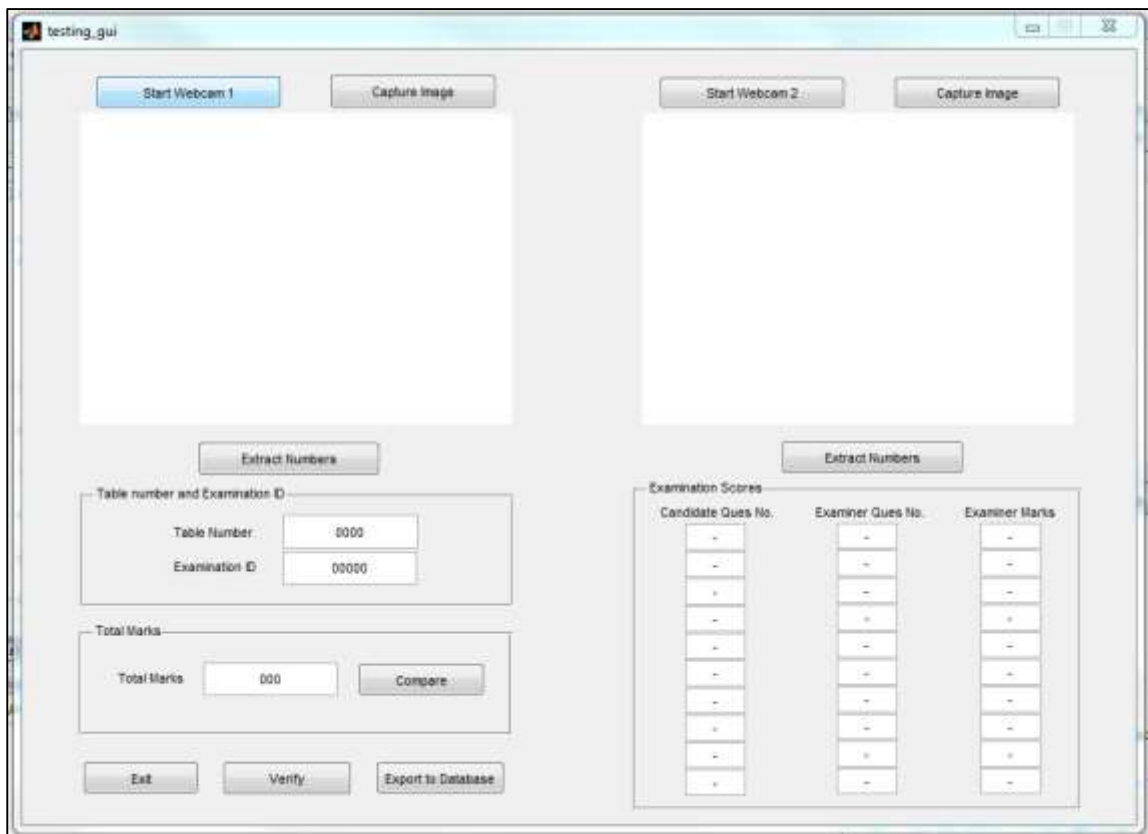 testing_gui
Start Webcam 1
Capture Image
Start Webcam 2
Capture Image
Extract Numbers
Extract Numbers
Table number and Examination ID
Table Number
0000
Examination ID
00000
Total Marks
Total Marks
000
Compare
Exit
Verify
Export to Database
Examination Scores
Candidate Ques No. Examiner Ques No. Examiner Marks
- - -
- - -
- - -
- - -
- - -
- - -
- - -
- - -
- - -
- - -